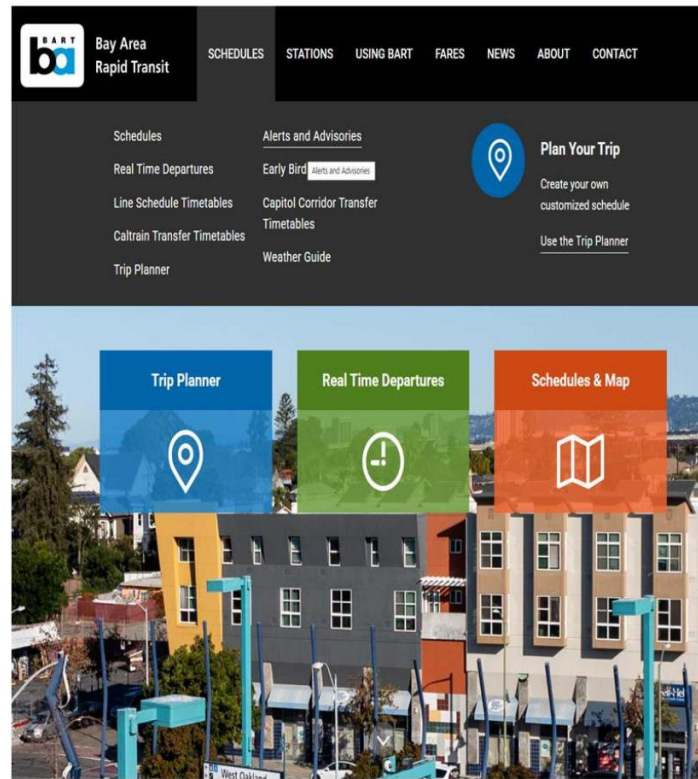 BART
ba
Bay Area
Rapid Transit
SCHEDULES STATIONS USING BART FARES NEWS ABOUT CONTACT
Schedules
Real Time Departures
Line Schedule Timetables
Caltrain Transfer Timetables
Trip Planner
Alerts and Advisories
Early Bird
Alerts and Advisories
Capitol Corridor Transfer
Timetables
Weather Guide
Plan Your Trip
Create your own
customized schedule
Use the Trip Planner
Trip Planner
Real Time Departures
Schedules & Map
West Oakland